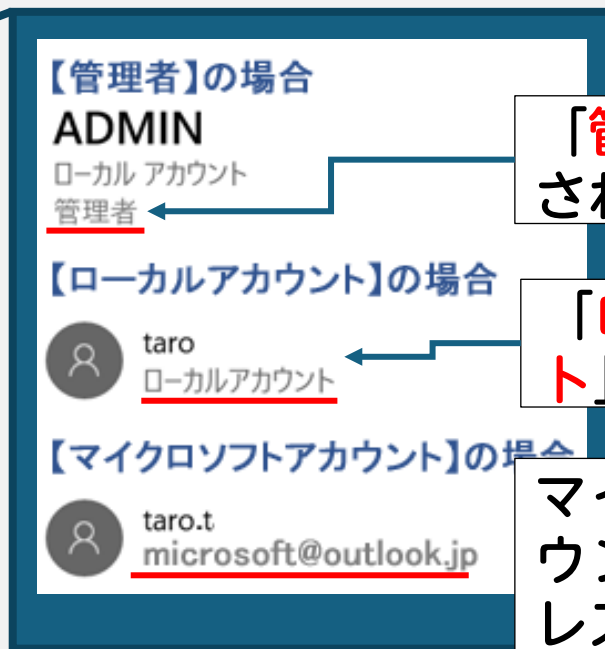 【管理者】の場合
ADMIN
ローカル アカウント
管理者
「管
され
【ローカルアカウント】の場合
taro
ローカルアカウント
「ロ
ト」
【マイクロソフトアカウント】の場合
taro.t
microsoft@outlook.jp
マイ
ウン
レス